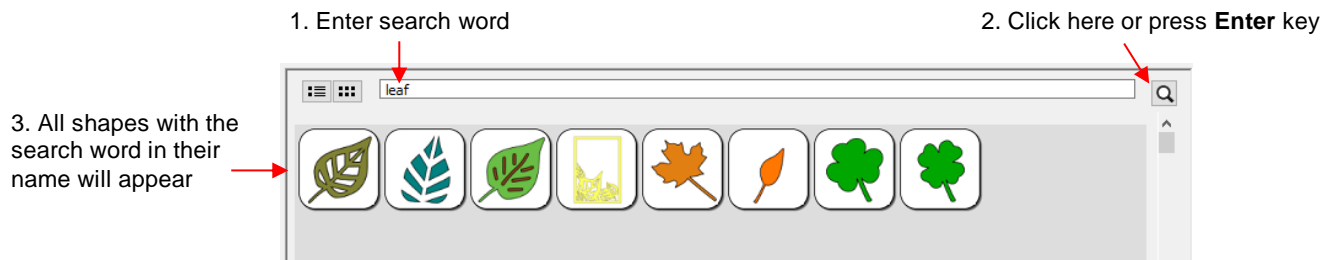 1. Enter search word
2. Click here or press Enter key
leaf
3. All shapes with the
search word in their
name will appear